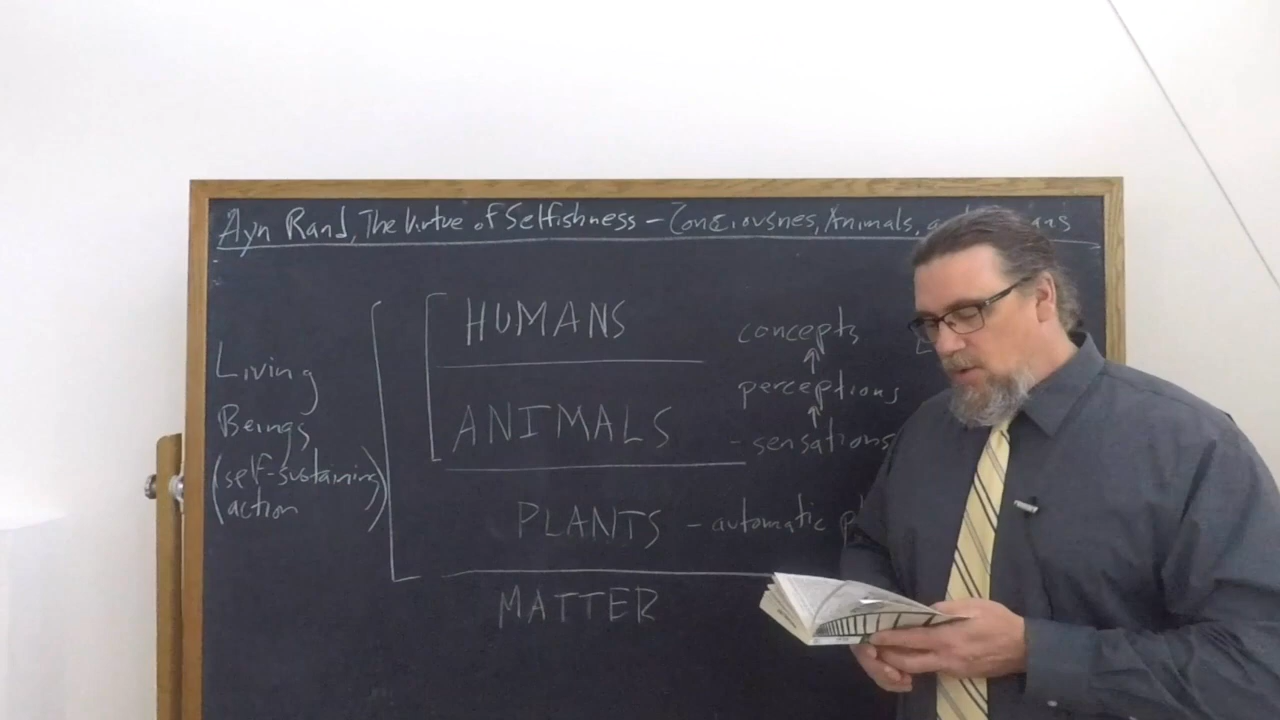 Ayn Rand, The Virtue of Selfishness - Conciousnes, Animals,
HUMANS
concepts
Living
perceptions
Beings
ANIMALS
- sensations
(self-sustaining
action)
PLANTS - automatic
MATTER